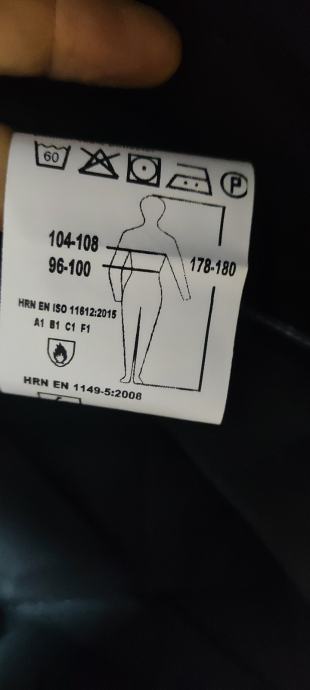 60
P
104-108
96-100
178-180
HRN EN ISO 11612:2015
A1 B1 C1 F1
HRN EN 1149-5:2008